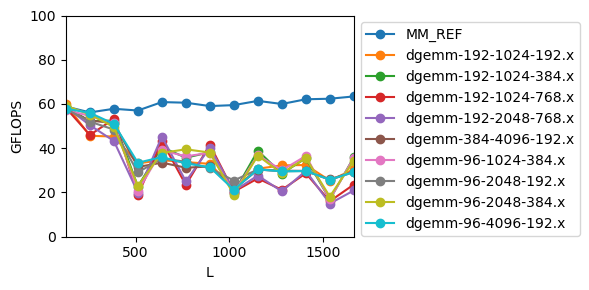 100
80
60
40
20
0
GFLOPS
500
1000
1500
L
MM_REF
dgemm-192-1024-192.x
dgemm-192-1024-384.x
dgemm-192-1024-768.x
dgemm-192-2048-768.x
dgemm-384-4096-192.x
dgemm-96-1024-384.x
dgemm-96-2048-192.x
dgemm-96-2048-384.x
dgemm-96-4096-192.x